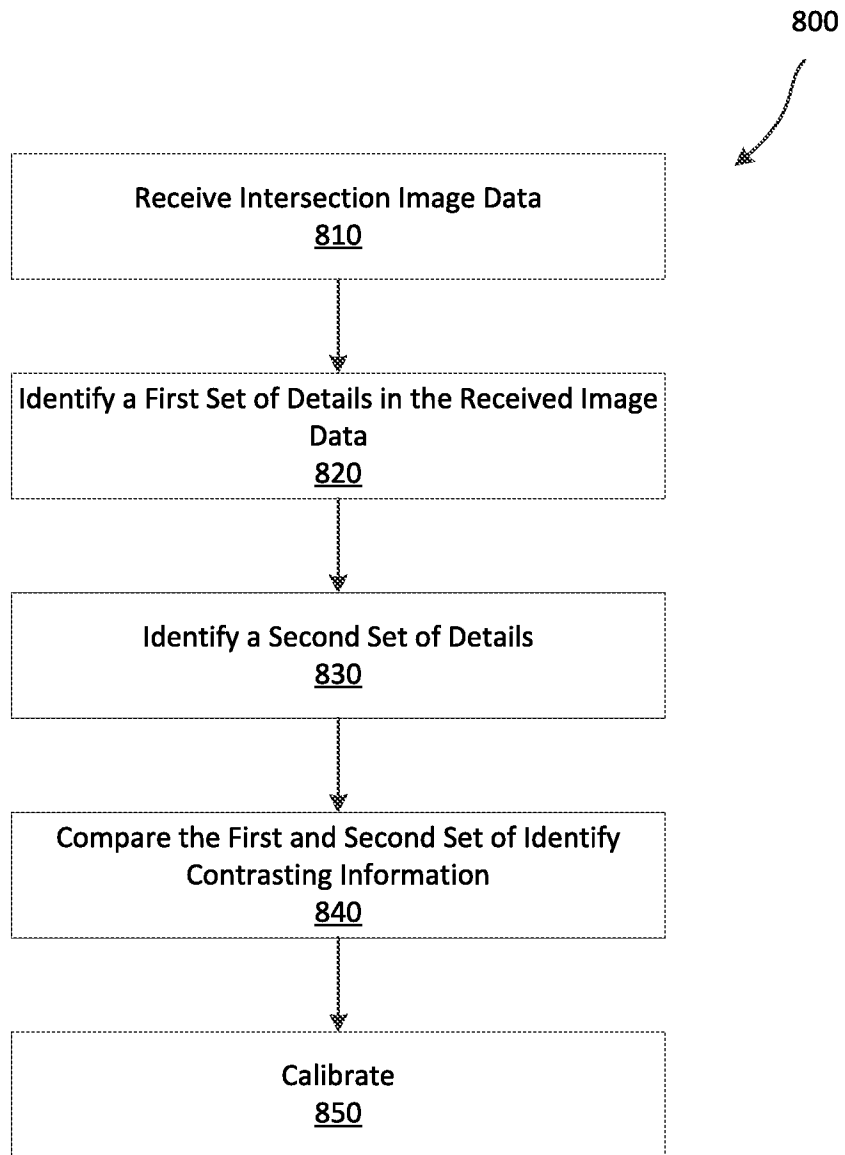 800
Receive Intersection Image Data
810
Identify a First Set of Details in the Received Image
Data
820
Identify a Second Set of Details
830
Compare the First and Second Set of Identify
Contrasting Information
840
Calibrate
850